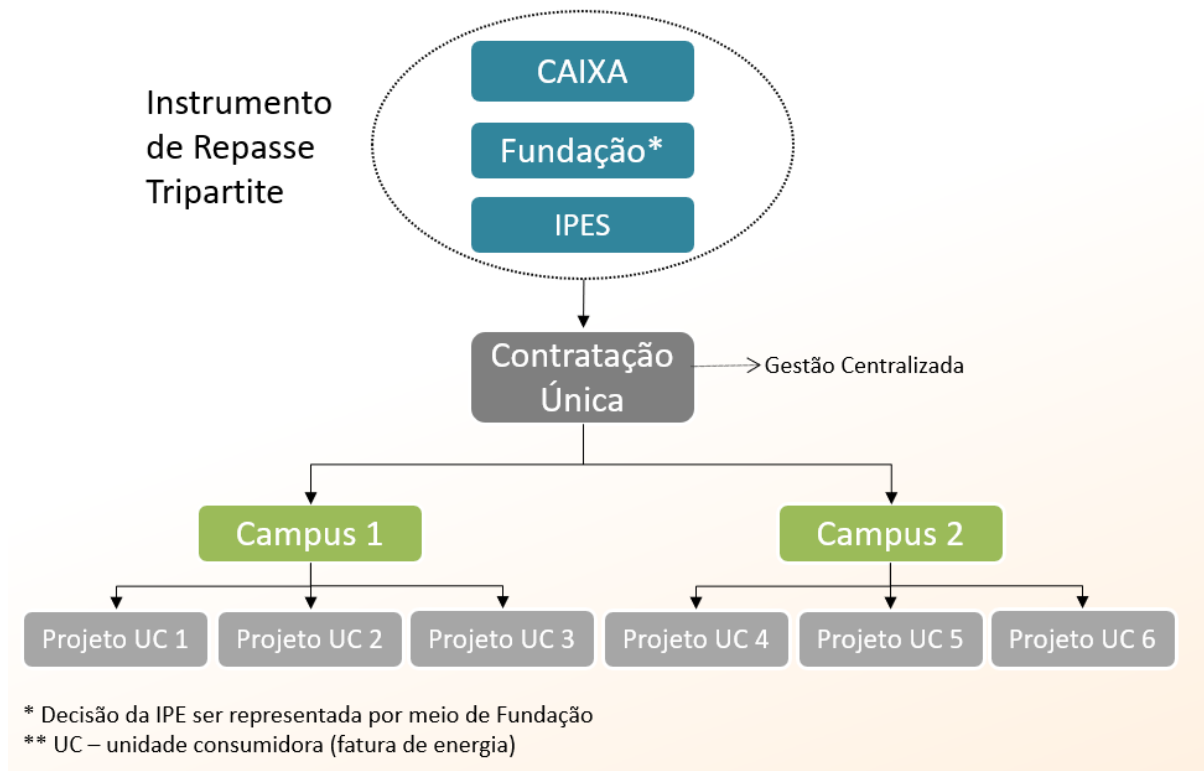 Instrumento
de Repasse
Tripartite
CAIXA
Fundação*
IPES
Contratação
Única
Gestão Centralizada
Campus 1
Campus 2
Projeto UC 1
Projeto UC 2
Projeto UC 3
Projeto UC 4
Projeto UC 5
Projeto UC 6
* Decisão da IPE ser representada por meio de Fundação
** UC – unidade consumidora (fatura de energia)